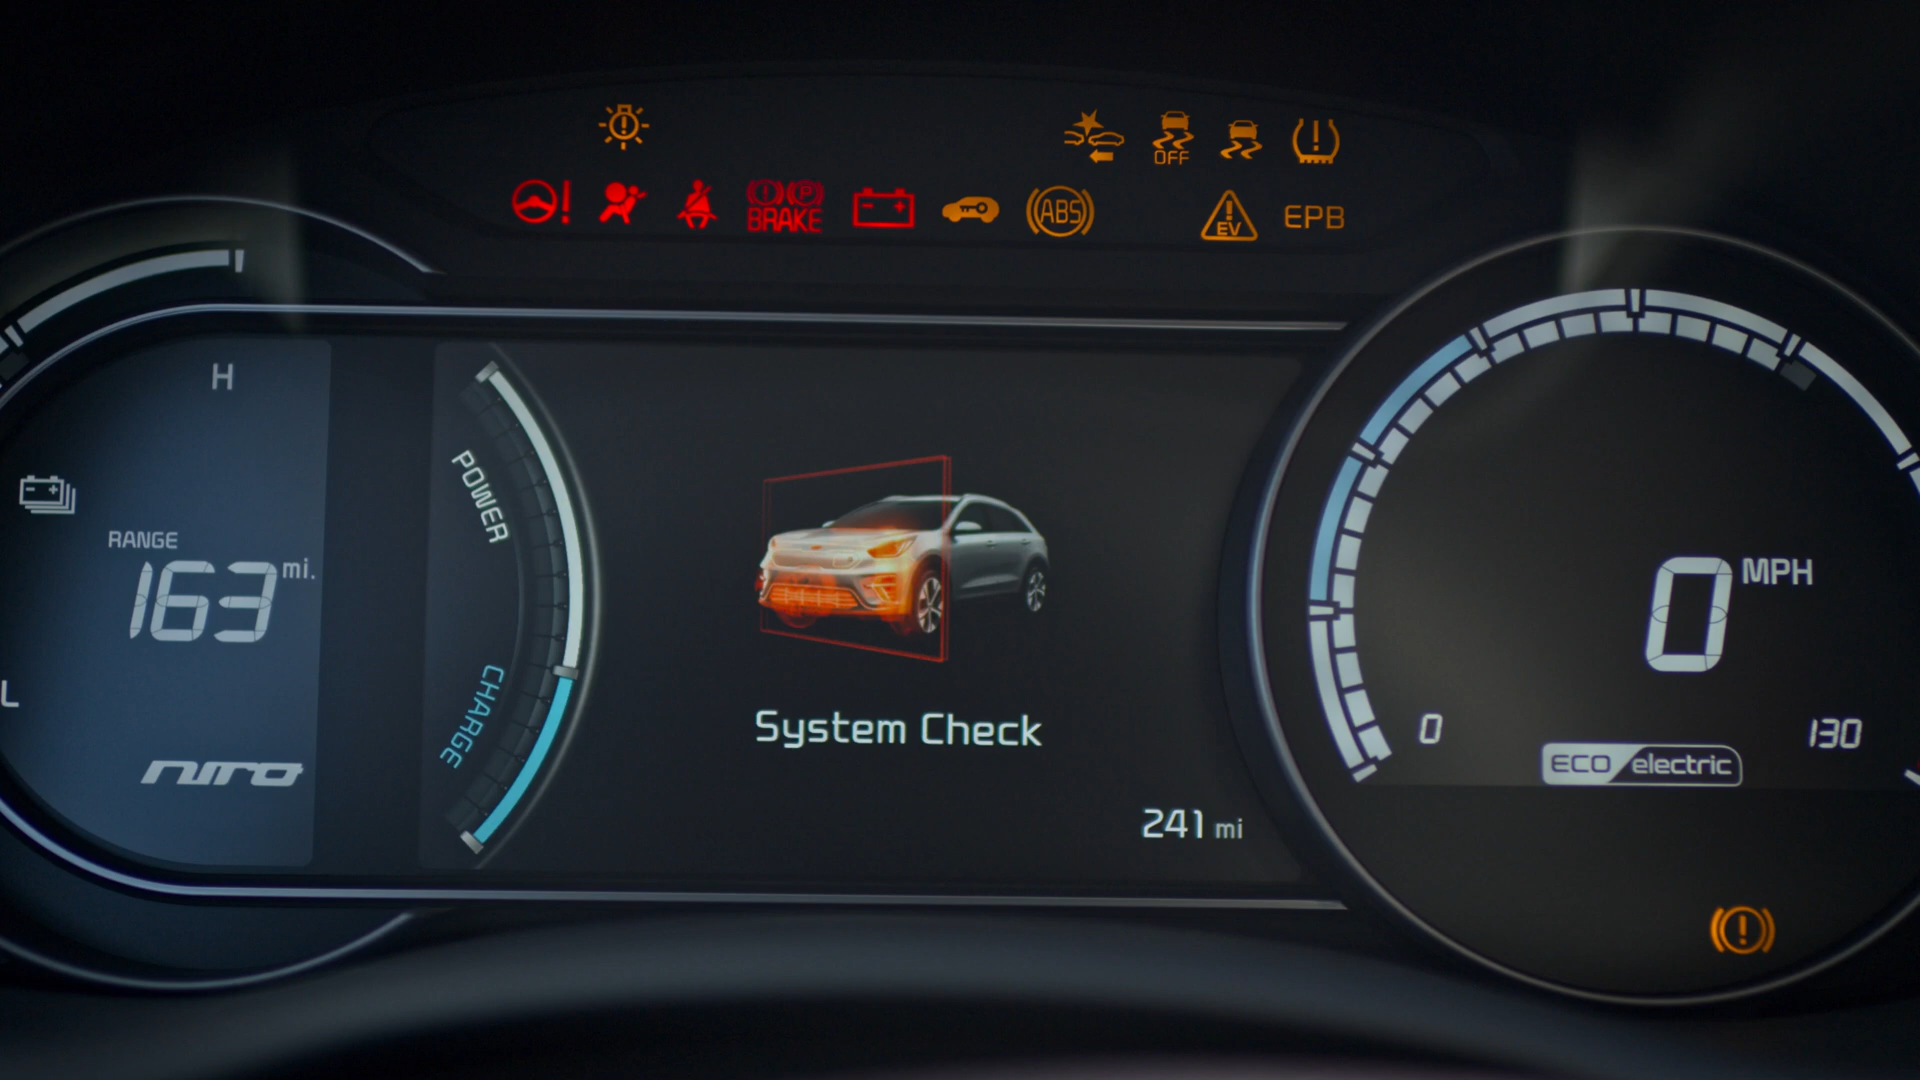 OFF
BRAKE
ABS
EV
EPB
H
POWER
RANGE
163 mi.
MPH
0
L
CHARGE
niro
System Check
0
130
ECO electric
241 mi